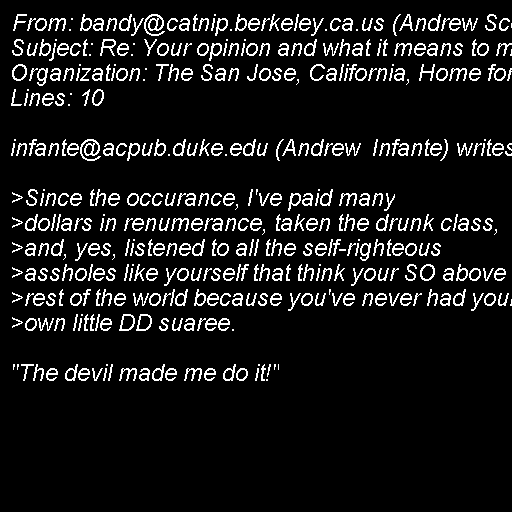 From: bandy@catnip.berkeley.ca.us (Andrew
Subject: Re: Your opinion and what it means to
Organization: The San Jose, California, Home for
Lines: 10
infante@acpub.duke.edu (Andrew  Infante) writes
>Since the occurance, I've paid many
>dollars in renumerance, taken the drunk class,
>and, yes, listened to all the self-righteous
>assholes like yourself that think your SO above
>rest of the world because you've never had your
>own little DD suaree.
"The devil made me do it!"